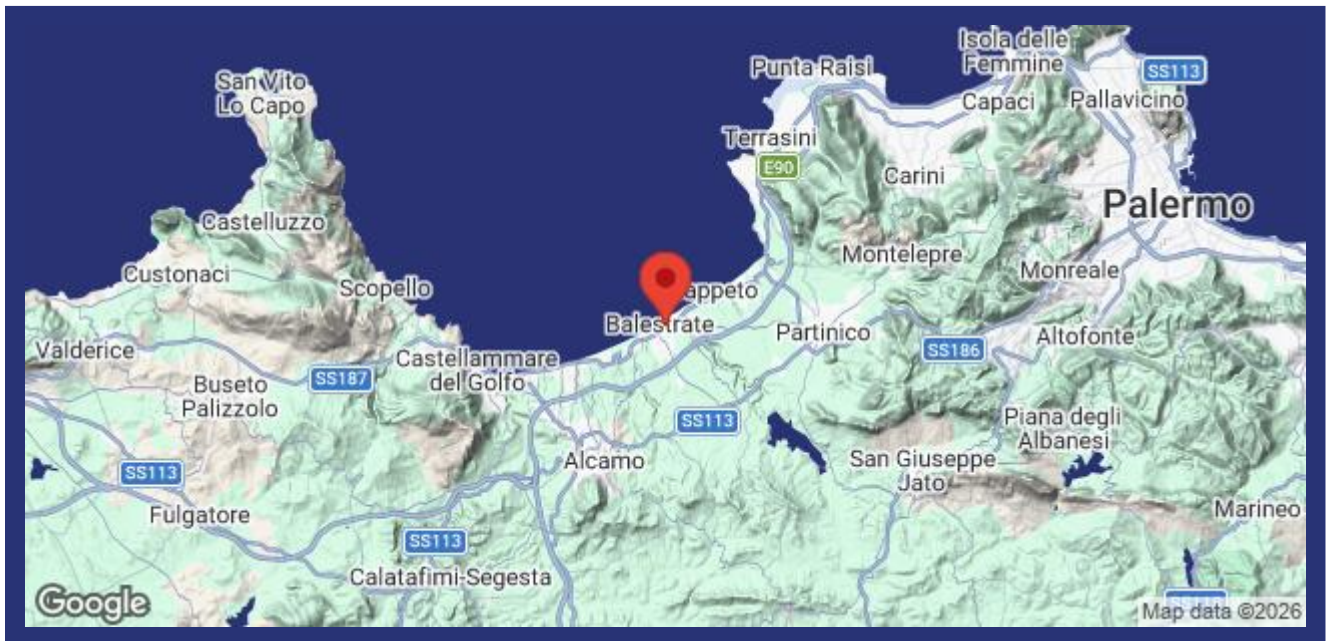 Isola delle
Femmine
Punta Raisi
SS113
San Vito
Lo Capo
Capaci
Pallavicino
Terrasini
E90
Carini
Palermo
Castelluzzo
Montelepre
Monreale
Custonaci
Scopello
appeto
Balestrate
Partinico
Altofonte
Valderice
SS186
Castellammare
del Golfo
SS187
Buseto
Palizzolo
SS113
Piana degli
Albanesi
Alcamo
San Giuseppe
Jato
SS113
Marineo
Fulgatore
SS113
Calatafimi-Segesta
Google
Map data ©2026